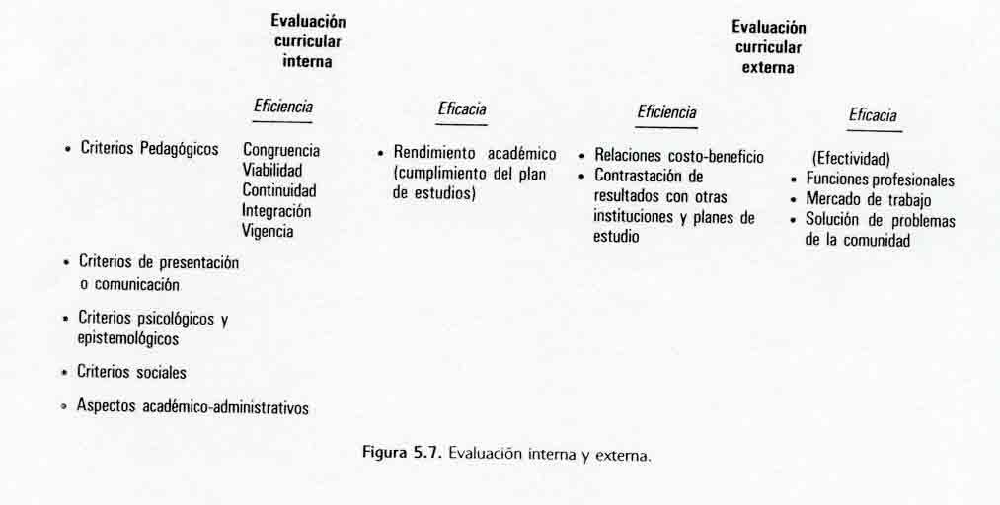 Evaluación
curricular
interna
Evaluación
curricular
externa
Eficiencia
Eficacia
Eficiencia
Eficacia
• Criterios Pedagógicos
Congruencia
Viabilidad
Continuidad
Integración
Vigencia
• Criterios de presentación
o comunicación
• Criterios psicológicos y
epistemológicos
• Criterios sociales
• Aspectos académico-administrativos
• Rendimiento académico
(cumplimiento del plan
de estudios)
• Relaciones costo-beneficio
• Contrastación de
resultados con otras
instituciones y planes de
estudio
(Efectividad)
• Funciones profesionales
• Mercado de trabajo
• Solución de problemas
de la comunidad
Figura 5.7. Evaluación interna y externa.